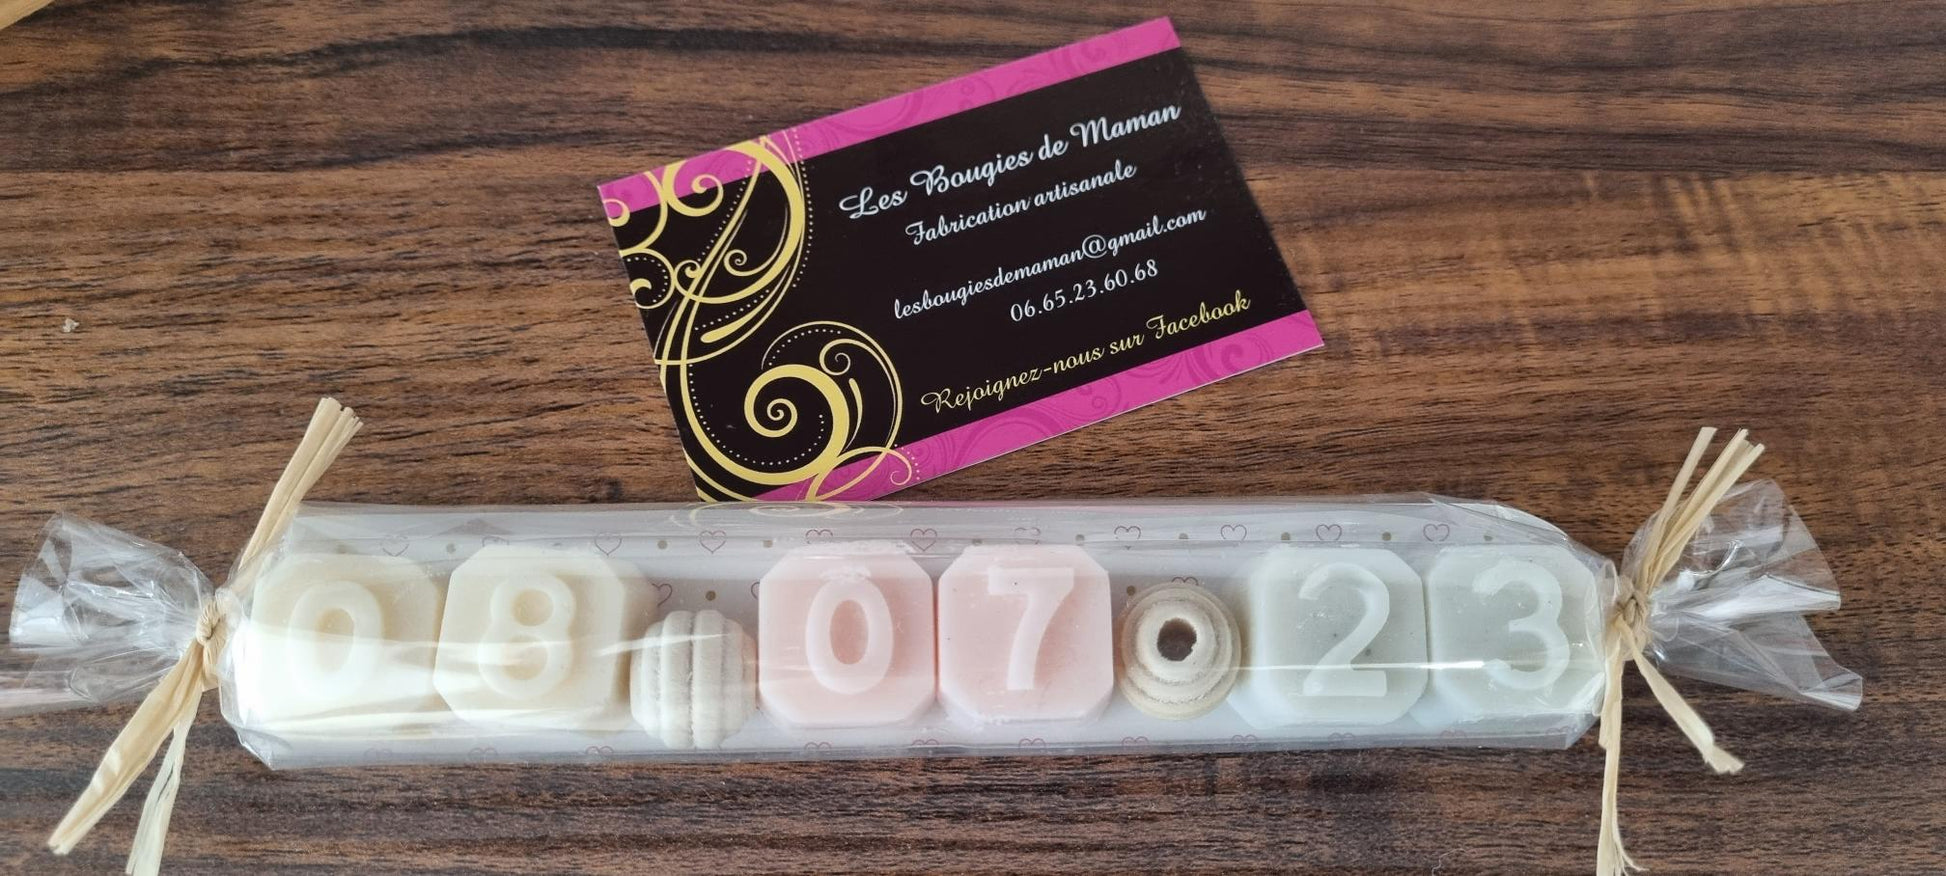 Les Bougies de Maman
Fabrication artisanale
lesbougiesdemaman@gmail.com
06.65.23.60.68
Rejoignez-nous sur Facebook
08 07 23